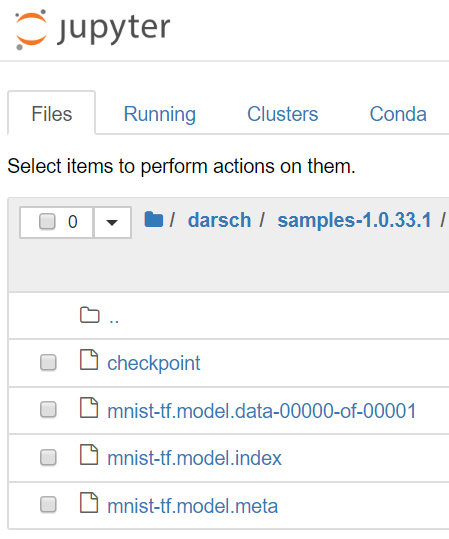 jupyter
Files Running Clusters Conda
Select items to perform actions on them.
0 / darsch / samples-1.0.33.1 /
..
checkpoint
mnist-tf.model.data-00000-of-00001
mnist-tf.model.index
mnist-tf.model.meta